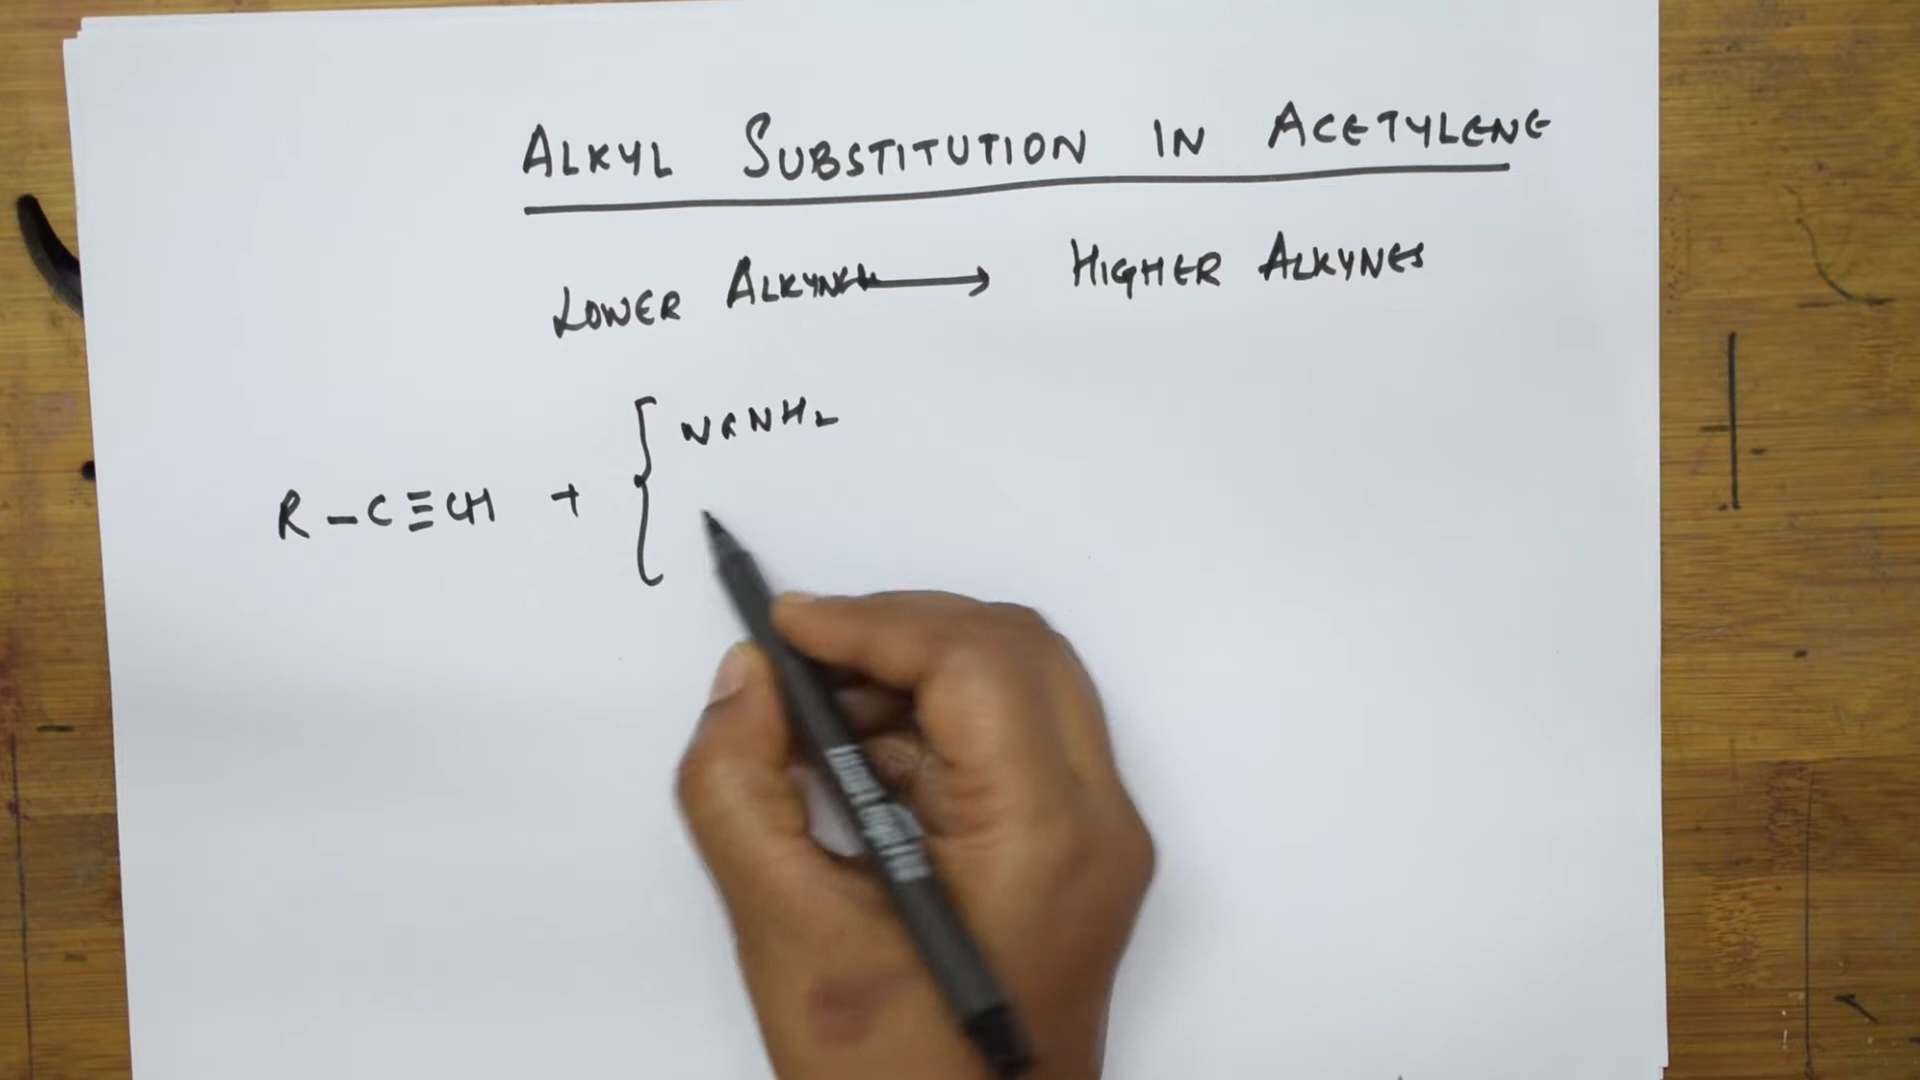 ALKYL SUBSTITUTION IN ACETYLENE
LOWER ALKYNE → HIGHER ALKYNES
NaNH2
R – C≡CH + {